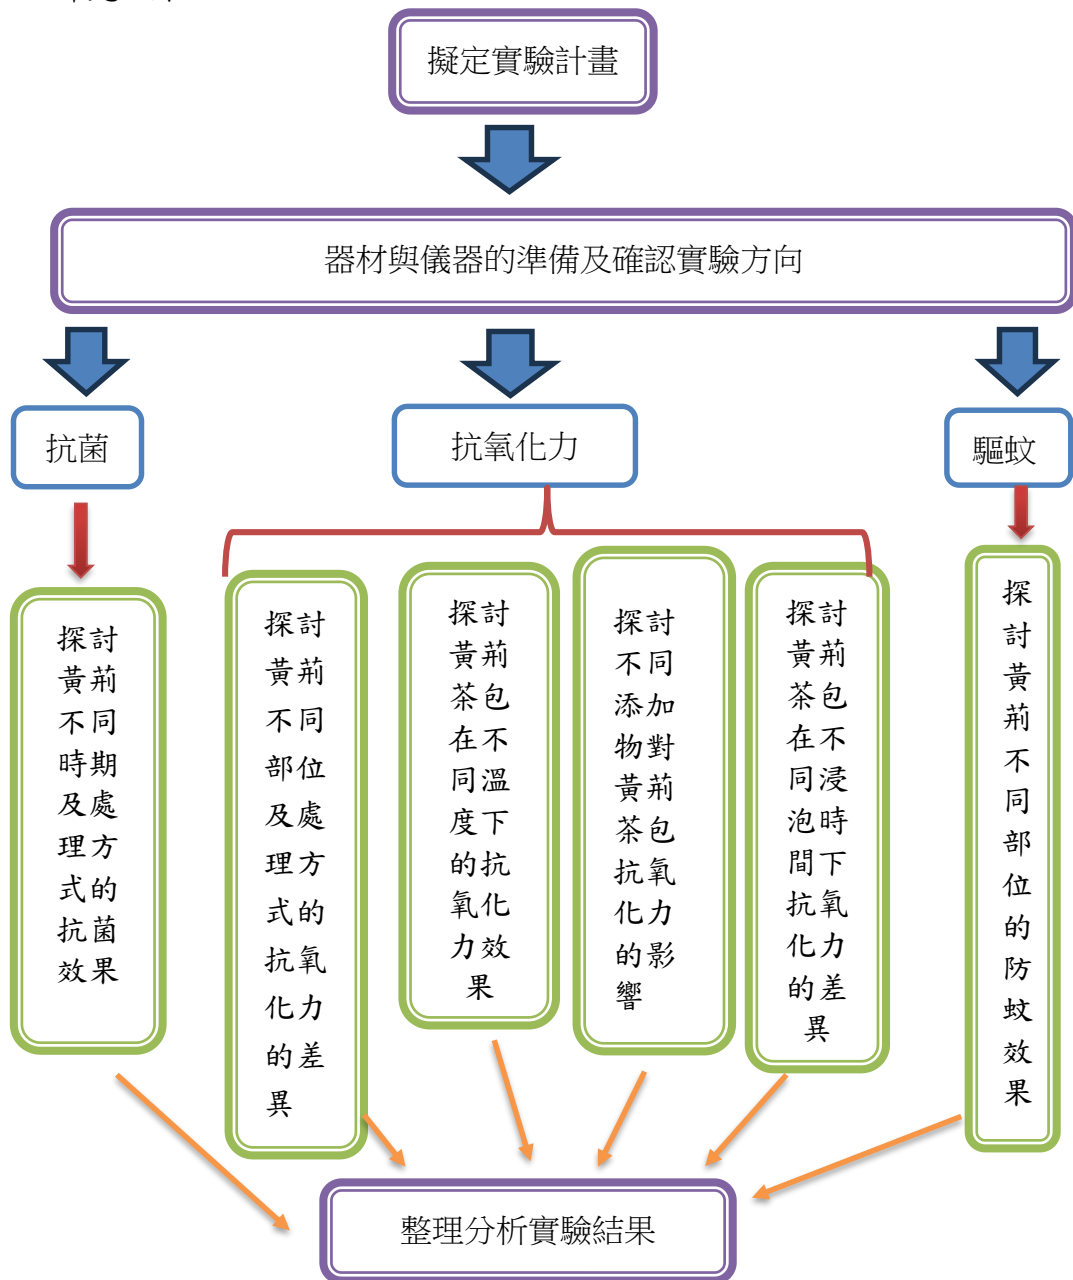 擬定實驗計畫
器材與儀器的準備及確認實驗方向
抗菌
抗氧化力
驅蚊
探討
黃荊
不同
時期
及處
理方
式的
抗菌
效果
探討
黃荊
不同
部位
及處
理方
式的
抗氧
化力
的差
異
探討
黃荊
茶包
在不
同溫
度下
的抗
氧化
力效
果
探討
不同
添加
物對
黃荊
茶包
抗氧
化力
的影
響
探討
黃荊
茶包
在不
同浸
泡時
間下
抗氧
化力
的差
異
探
討
黃
荊
不
同
部
位
的
防
蚊
效
果
整理分析實驗結果